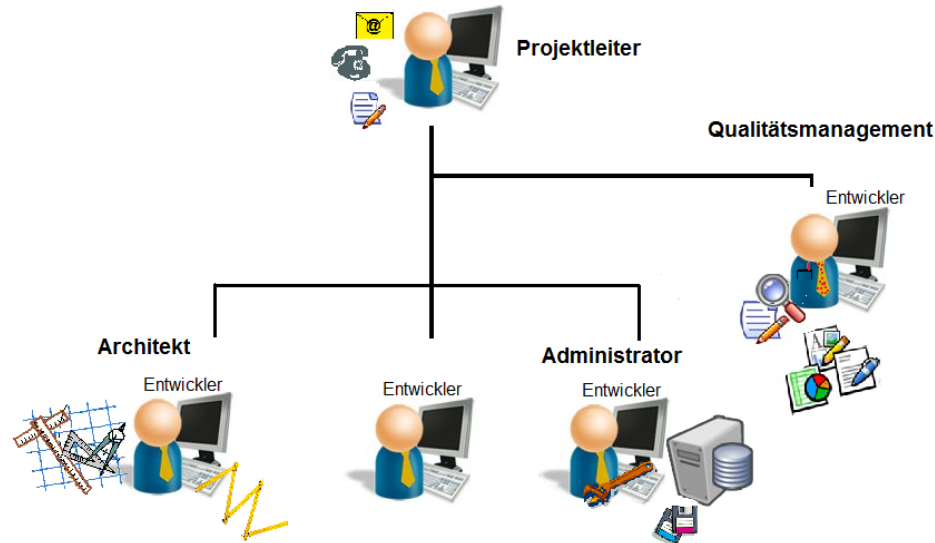 @
Projektleiter
Qualitätsmanagement
Entwickler
Architekt
Entwickler
Entwickler
Administrator
Entwickler